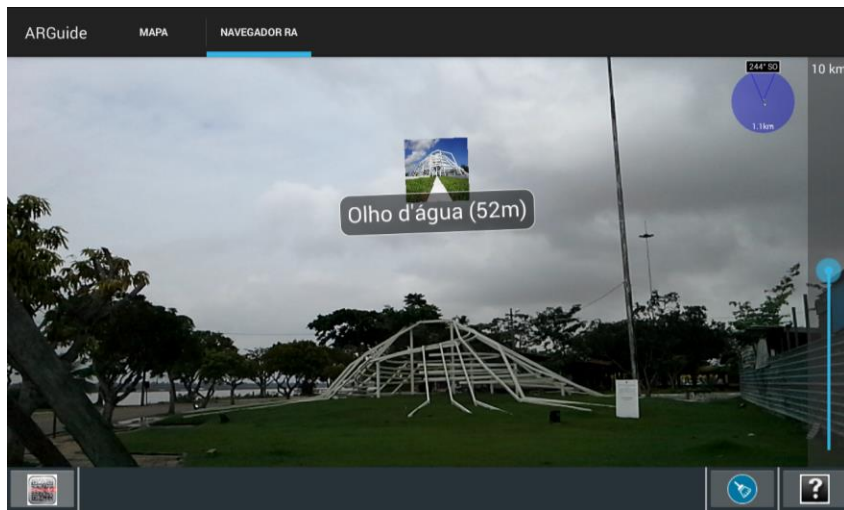 ARGuide
MAPA
NAVEGADOR RA
244° SO
10 km
1.1km
Olho d'água (52m)
?